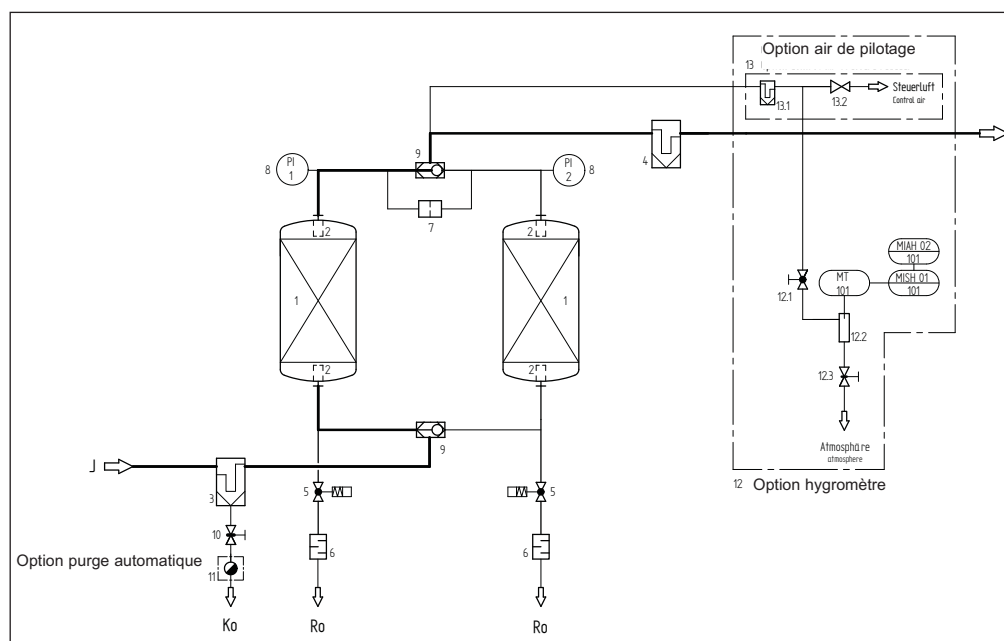 Option air de pilotage
13
13.1
13.2
Steuerluft
Control air
9
4
8
PI
1
PI
2
8
7
2
2
MIAH 02
101
MT
101
MISH 01
101
12.1
1
1
12.2
2
2
12.3
9
Atmosphäre
atmosphere
J
12
Option hygromètre
3
5
5
10
6
6
Option purge automatique
11
Ko
Ro
Ro